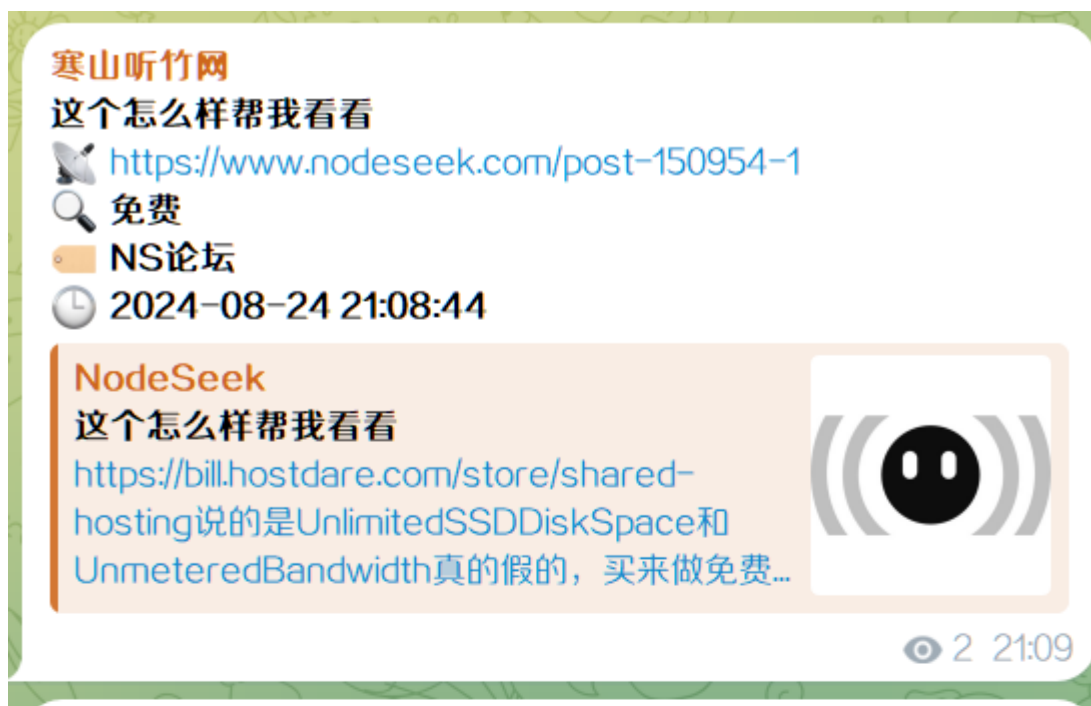 寒山听竹网
这个怎么样帮我看看
https://www.nodeseek.com/post-150954-1
免费
NS论坛
2024-08-24 21:08:44
NodeSeek
这个怎么样帮我看看
https://bill.hostdare.com/store/shared-
hosting说的是UnlimitedSSDDiskSpace和
UnmeteredBandwidth真的假的，买来做免费...
2 21:09